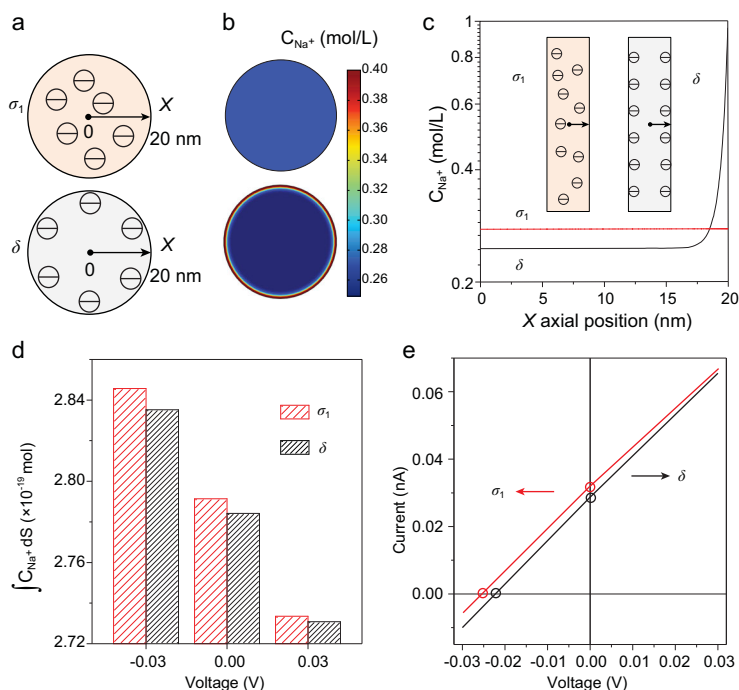 a
σ1
0
X
20 nm
δ
0
X
20 nm
b
C Na+ (mol/L)
0.40
0.38
0.36
0.34
0.32
0.30
0.28
0.26
c
C Na+ (mol/L)
1
0.8
0.6
0.4
0.2
σ1
δ
σ1
δ
0 5 10 15 20
X axial position (nm)
d
∫ C Na+ dS (×10⁻¹⁹ mol)
2.84
2.80
2.76
2.72
σ1
δ
-0.03 0.00 0.03
Voltage (V)
e
Current (nA)
0.06
0.04
0.02
0.00
σ1
δ
-0.03 -0.02 -0.01 0.00 0.01 0.02 0.03
Voltage (V)